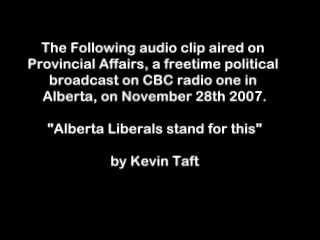 The Following audio clip aired on
Provincial Affairs, a freetime political
broadcast on CBC radio one in
Alberta, on November 28th 2007.
"Alberta Liberals stand for this"
by Kevin Taft